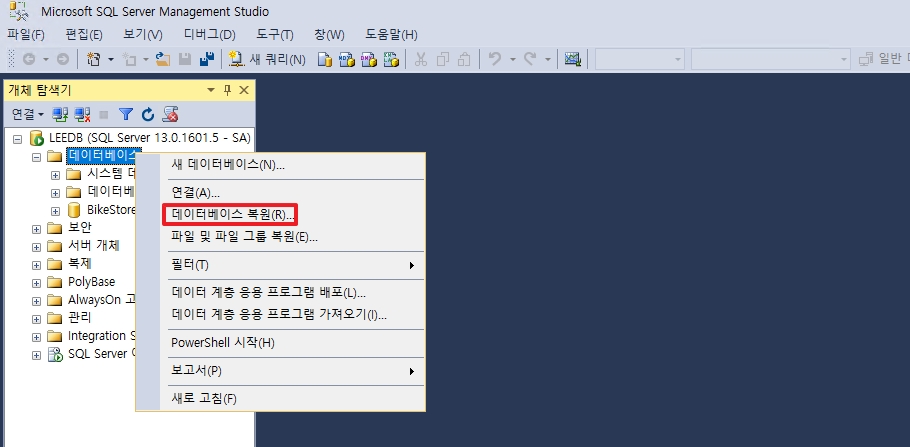 Microsoft SQL Server Management Studio
파일(F) 편집(E) 보기(V) 디버그(D) 도구(T) 창(W) 도움말(H)
새 쿼리(N) 일반
개체 탐색기
연결
LEEDB (SQL Server 13.0.1601.5 - SA)
데이터베이스
시스템 데
데이터베
BikeStore
보안
서버 개체
복제
PolyBase
AlwaysOn 고
관리
Integration S
SQL Server
새 데이터베이스(N)...
연결(A)...
데이터베이스 복원(R)...
파일 및 파일 그룹 복원(E)...
필터(T)
데이터 계층 응용 프로그램 배포(L)...
데이터 계층 응용 프로그램 가져오기(I)...
PowerShell 시작(H)
보고서(P)
새로 고침(F)